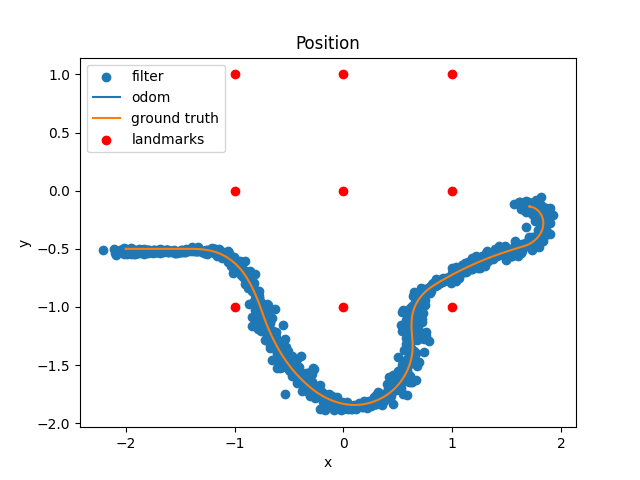 Position
filter
odom
ground truth
landmarks
1.0
0.5
0.0
−0.5
−1.0
−1.5
−2.0
y
−2 −1 0 1 2
x